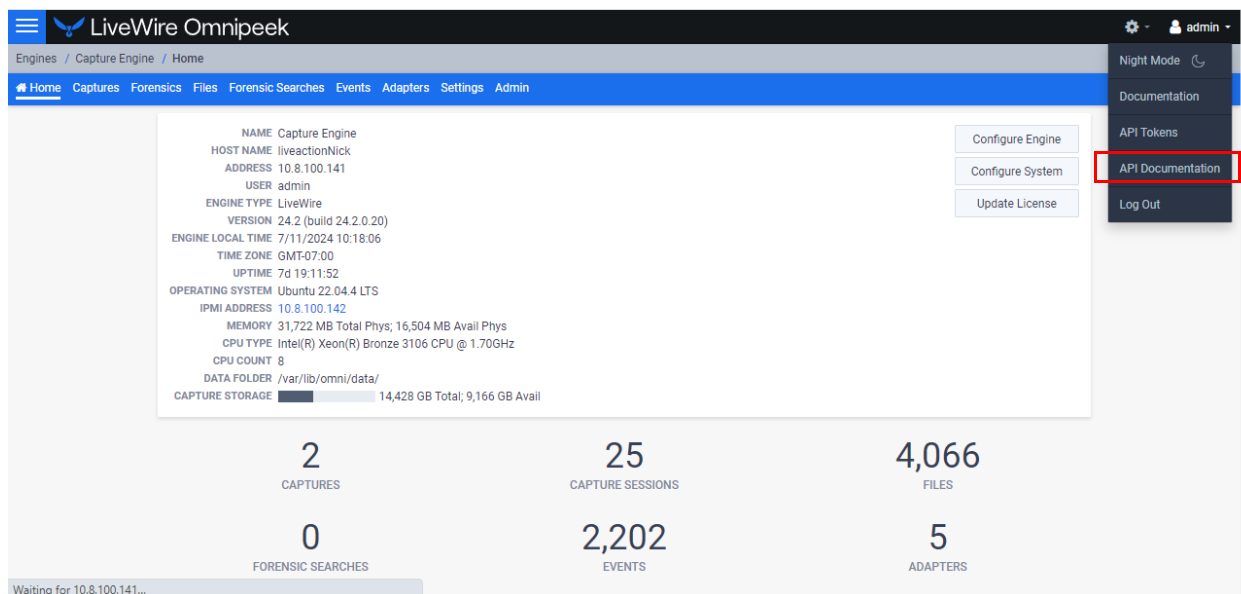 LiveWire Omnipeek
admin
Engines / Capture Engine / Home
Home Captures Forensics Files Forensic Searches Events Adapters Settings Admin
Night Mode
Documentation
API Tokens
API Documentation
Log Out
NAME Capture Engine
HOST NAME liveactionNick
ADDRESS 10.8.100.141
USER admin
ENGINE TYPE LiveWire
VERSION 24.2 (build 24.2.0.20)
ENGINE LOCAL TIME 7/11/2024 10:18:06
TIME ZONE GMT-07:00
UPTIME 7d 19:11:52
OPERATING SYSTEM Ubuntu 22.04.4 LTS
IPMI ADDRESS 10.8.100.142
MEMORY 31,722 MB Total Phys; 16,504 MB Avail Phys
CPU TYPE Intel(R) Xeon(R) Bronze 3106 CPU @ 1.70GHz
CPU COUNT 8
DATA FOLDER /var/lib/omni/data/
CAPTURE STORAGE 14,428 GB Total; 9,166 GB Avail
Configure Engine
Configure System
Update License
2 25 4,066
CAPTURES CAPTURE SESSIONS FILES
0 2,202 5
FORENSIC SEARCHES EVENTS ADAPTERS
Waiting for 10.8.100.141...